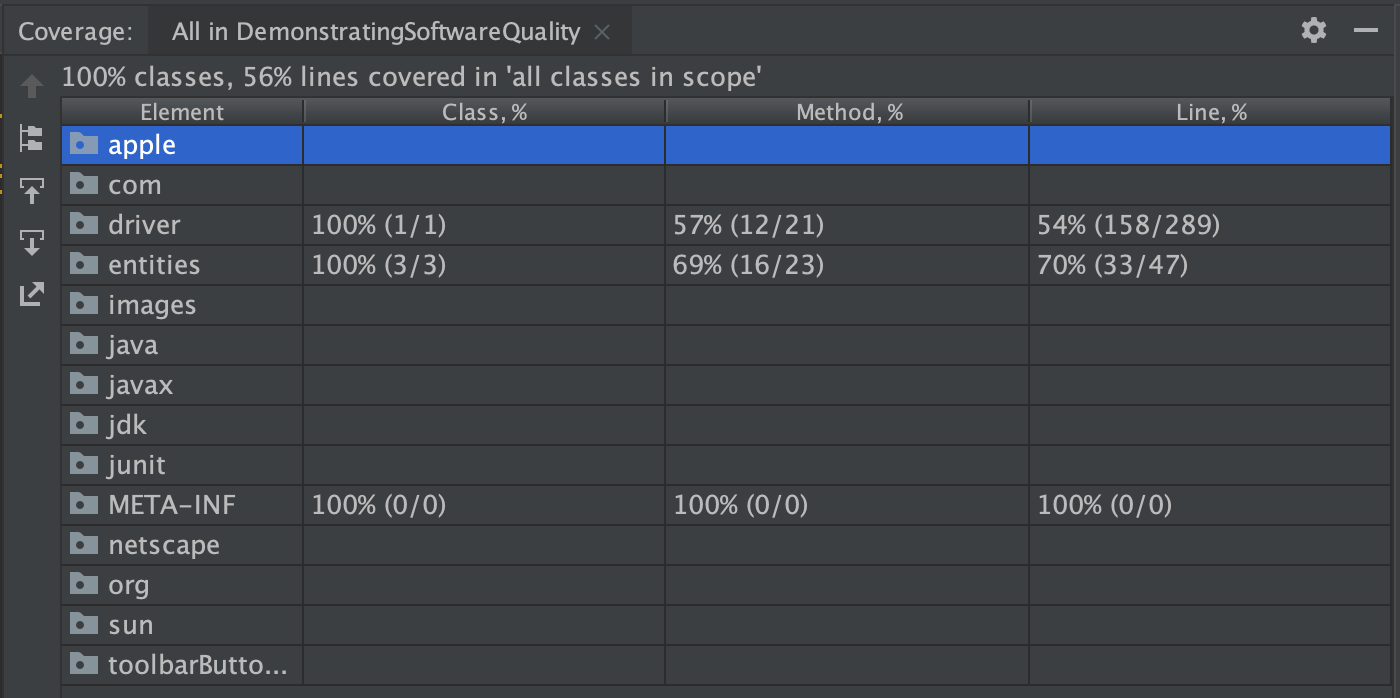 Coverage: All in DemonstratingSoftwareQuality
100% classes, 56% lines covered in 'all classes in scope'
Element Class, % Method, % Line, %
apple
com
driver 100% (1/1) 57% (12/21) 54% (158/289)
entities 100% (3/3) 69% (16/23) 70% (33/47)
images
java
javax
jdk
junit
META-INF 100% (0/0) 100% (0/0) 100% (0/0)
netscape
org
sun
toolbarButto...